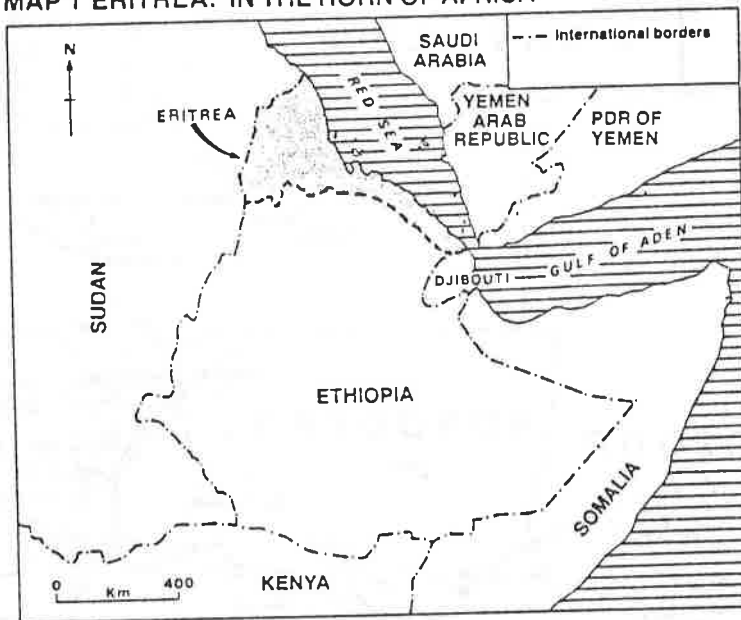 MAP 1 ERITREA: IN THE HORN OF AFRICA
N
SAUDI
ARABIA
International borders
RED SEA
ERITREA
YEMEN
ARAB
REPUBLIC
PDR OF
YEMEN
GULF OF ADEN
DJIBOUTI
SUDAN
ETHIOPIA
SOMALIA
0 Km 400
KENYA